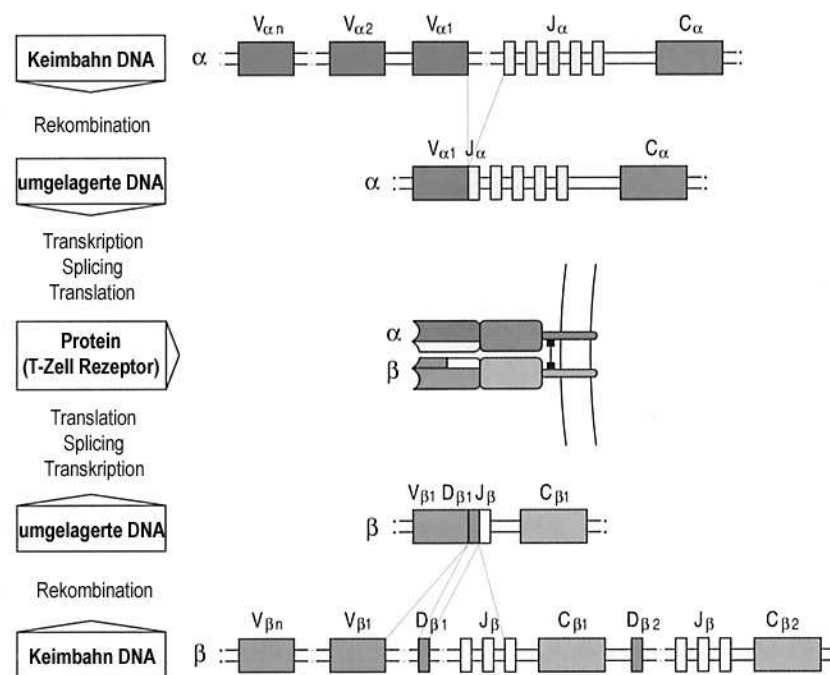 Vα n Vα2 Vα1 Jα Cα
Keimbahn DNA α
Rekombination
Vα1 Jα Cα
umgelagerte DNA α
Transkription
Splicing
Translation
Protein
(T-Zell Rezeptor)
α
β
Translation
Splicing
Transkription
Vβ1 Dβ1 Jβ Cβ1
umgelagerte DNA β
Rekombination
Vβn Vβ1 Dβ1 Jβ Cβ1 Dβ2 Jβ Cβ2
Keimbahn DNA β